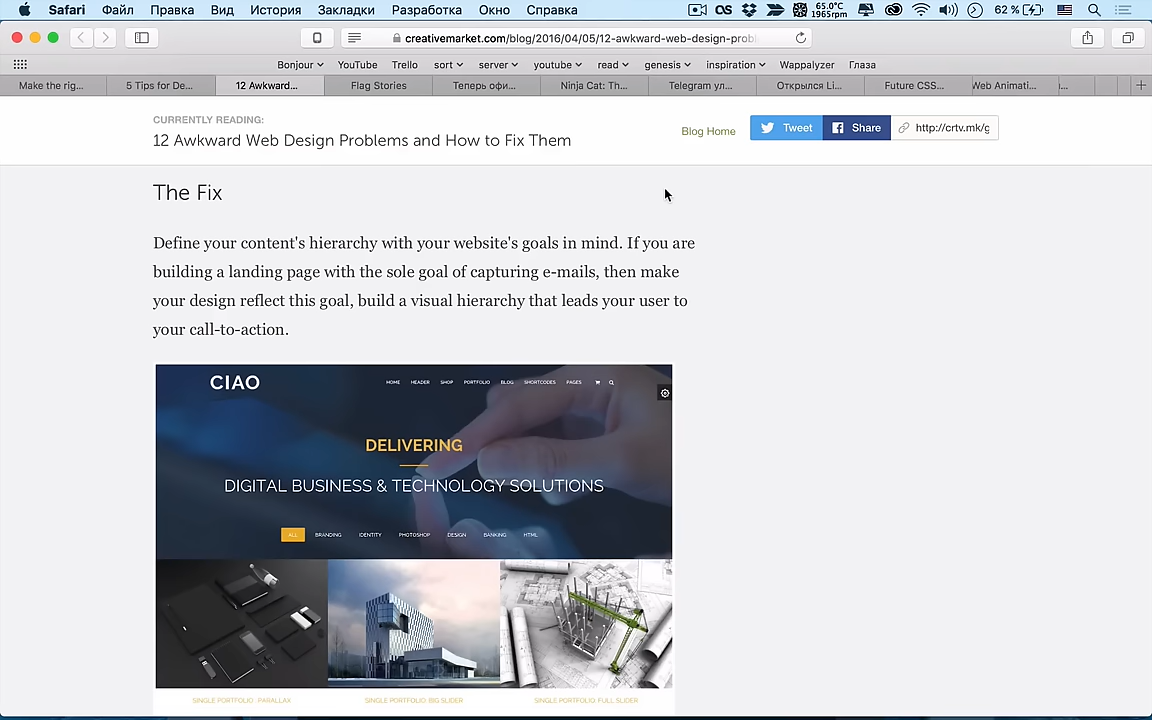 Safari Файл Правка Вид История Закладки Разработка Окно Справка
65.0°C
1965rpm
62 %
creativemarket.com/blog/2016/04/05/12-awkward-web-design-probl
Bonjour YouTube Trello sort server youtube read genesis inspiration Wappalyzer Глаза
Make the rig... 5 Tips for De... 12 Awkward... Flag Stories Теперь офи... Ninja Cat: Th... Telegram ул... Открылся Li... Future CSS... Web Animati...
CURRENTLY READING:
12 Awkward Web Design Problems and How to Fix Them
Blog Home Tweet Share http://crtv.mk/g
The Fix
Define your content's hierarchy with your website's goals in mind. If you are
building a landing page with the sole goal of capturing e-mails, then make
your design reflect this goal, build a visual hierarchy that leads your user to
your call-to-action.
CIAO HOME HEADER SHOP PORTFOLIO BLOG SHORTCODES PAGES
DELIVERING
DIGITAL BUSINESS & TECHNOLOGY SOLUTIONS
ALL BRANDING IDENTITY PHOTOSHOP DESIGN BANKING HTML
SINGLE PORTFOLIO : PARALLAX SINGLE PORTFOLIO: BIG SLIDER SINGLE PORTFOLIO: FULL SLIDER